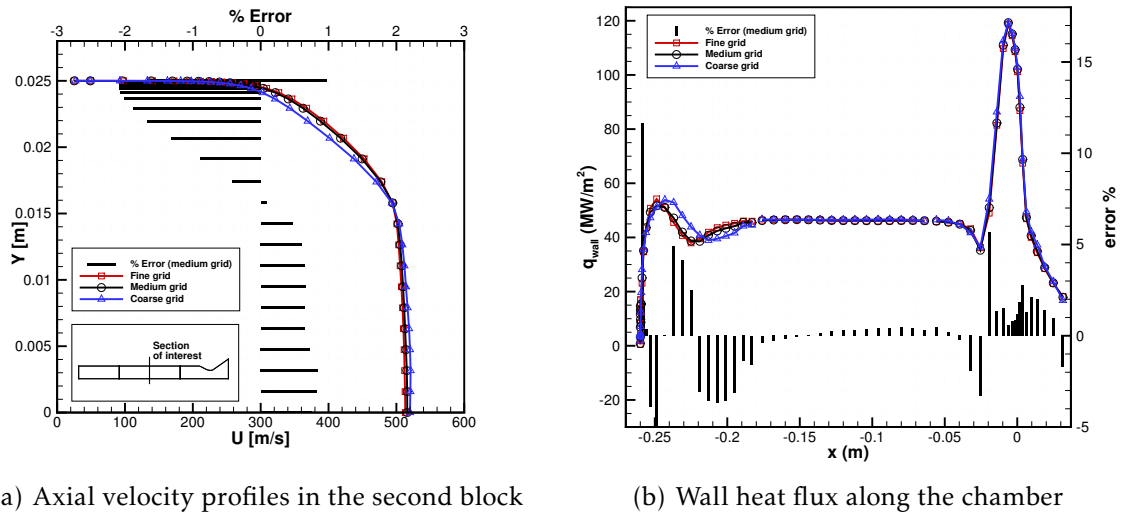 % Error
-3 -2 -1 0 1 2 3
% Error (medium grid)
Fine grid
Medium grid
Coarse grid
Section
of interest
Y [m]
0.025
0.02
0.015
0.01
0.005
0
0 100 200 300 400 500 600
U [m/s]
a) Axial velocity profiles in the second block
% Error (medium grid)
Fine grid
Medium grid
Coarse grid
q_wall (MW/m²)
120
100
80
60
40
20
0
-20
error %
15
10
5
0
-5
-0.25 -0.2 -0.15 -0.1 -0.05 0
x (m)
(b) Wall heat flux along the chamber